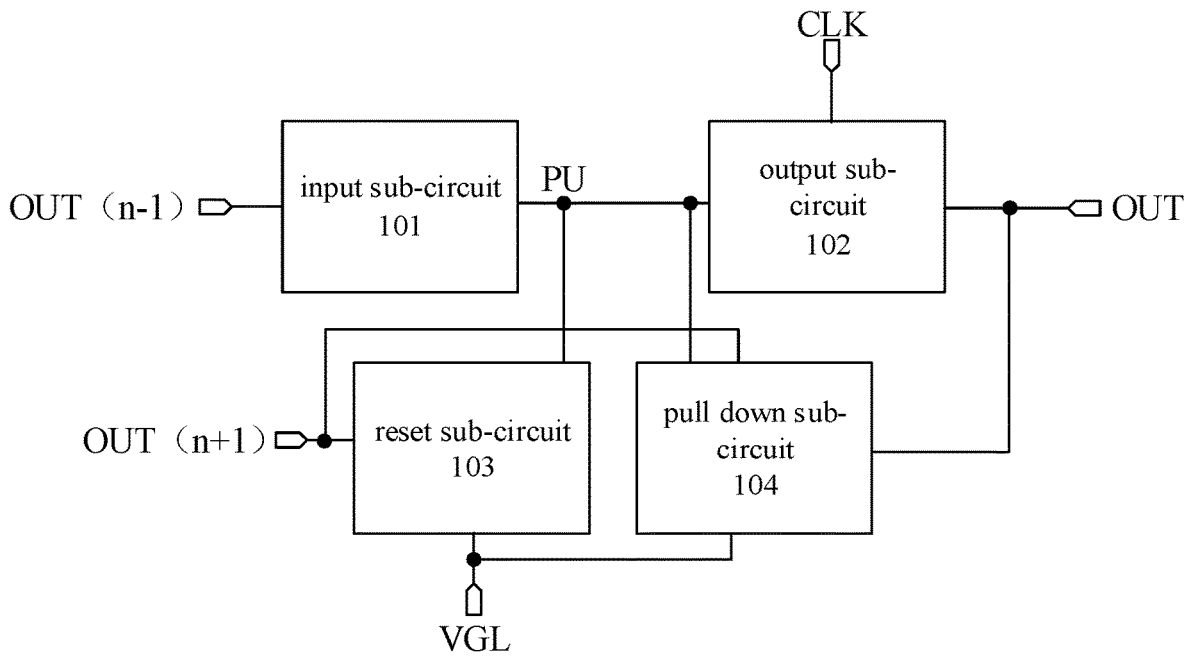 CLK
input sub-circuit
101
PU
output sub-
circuit
102
OUT（n-1）
OUT
OUT（n+1）
reset sub-circuit
103
pull down sub-
circuit
104
VGL